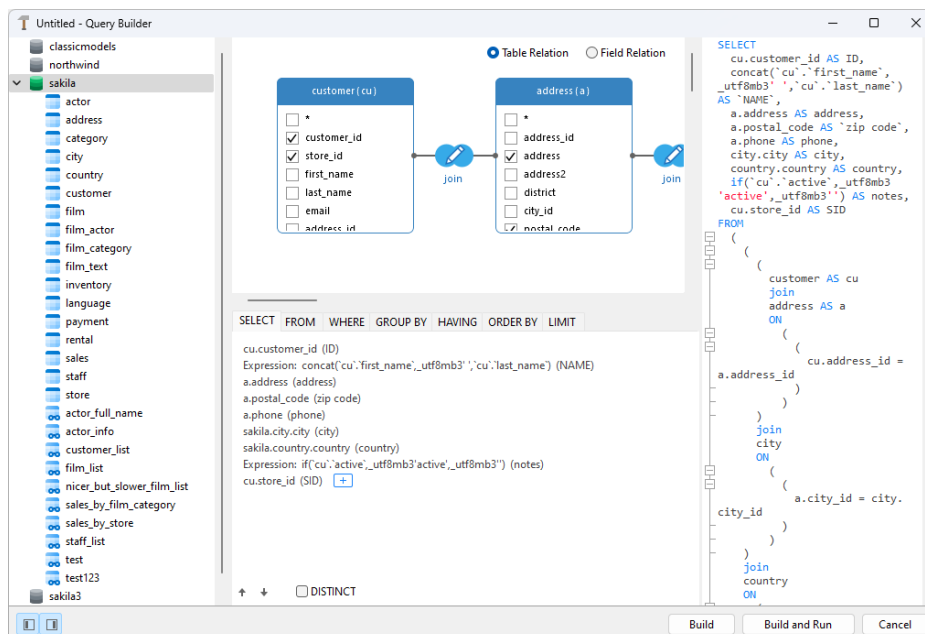 Untitled - Query Builder
classicmodels
northwind
sakila
actor
address
category
city
country
customer
film
film_actor
film_category
film_text
inventory
language
payment
rental
sales
staff
store
actor_full_name
actor_info
customer_list
film_list
nicer_but_slower_film_list
sales_by_film_category
sales_by_store
staff_list
test
test123
sakila3
Table Relation
Field Relation
customer ( cu )
*
customer_id
store_id
first_name
last_name
email
address_id
join
address ( a )
*
address_id
address
address2
district
city_id
postal_code
join
SELECT FROM WHERE GROUP BY HAVING ORDER BY LIMIT
cu.customer_id (ID)
Expression: concat(`cu`.`first_name`,_utf8mb3' ',`cu`.`last_name`) (NAME)
a.address (address)
a.postal_code (zip code)
a.phone (phone)
sakila.city.city (city)
sakila.country.country (country)
Expression: if(`cu`.`active`,_utf8mb3'active',_utf8mb3'') (notes)
cu.store_id (SID) +
DISTINCT
SELECT
cu.customer_id AS ID,
concat(`cu`.`first_name`,
_utf8mb3' ',`cu`.`last_name`)
AS `NAME`,
a.address AS address,
a.postal_code AS `zip code`,
a.phone AS phone,
city.city AS city,
country.country AS country,
if(`cu`.`active`,_utf8mb3
'active',_utf8mb3'') AS notes,
cu.store_id AS SID
FROM
(
(
(
customer AS cu
join
address AS a
ON
(
(
cu.address_id =
a.address_id
)
)
)
join
city
ON
(
(
a.city_id = city.
city_id
)
)
)
join
country
ON
Build
Build and Run
Cancel